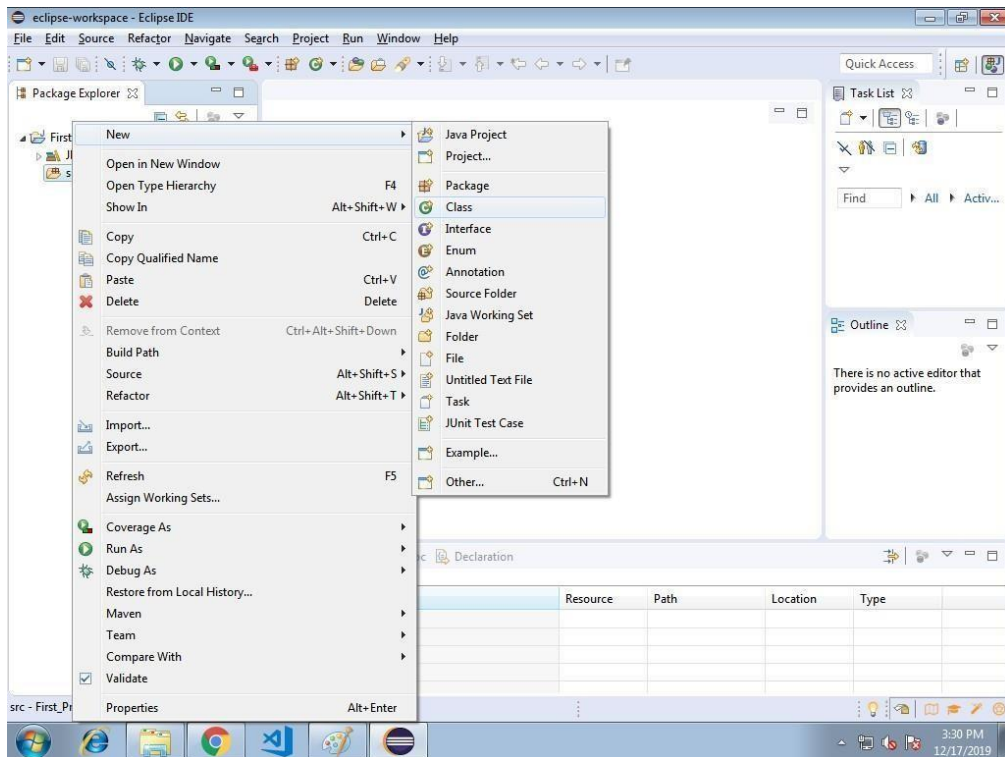 eclipse-workspace - Eclipse IDE
File Edit Source Refactor Navigate Search Project Run Window Help
Quick Access
Package Explorer
Task List
First
New
Open in New Window
Open Type Hierarchy F4
Show In Alt+Shift+W
Copy Ctrl+C
Copy Qualified Name
Paste Ctrl+V
Delete Delete
Remove from Context Ctrl+Alt+Shift+Down
Build Path
Source Alt+Shift+S
Refactor Alt+Shift+T
Import...
Export...
Refresh F5
Assign Working Sets...
Coverage As
Run As
Debug As
Restore from Local History...
Maven
Team
Compare With
Validate
Properties Alt+Enter
Java Project
Project...
Package
Class
Interface
Enum
Annotation
Source Folder
Java Working Set
Folder
File
Untitled Text File
Task
JUnit Test Case
Example...
Other... Ctrl+N
Find All Activ...
Outline
There is no active editor that
provides an outline.
Declaration
Resource Path Location Type
src - First_Pr
3:30 PM
12/17/2019